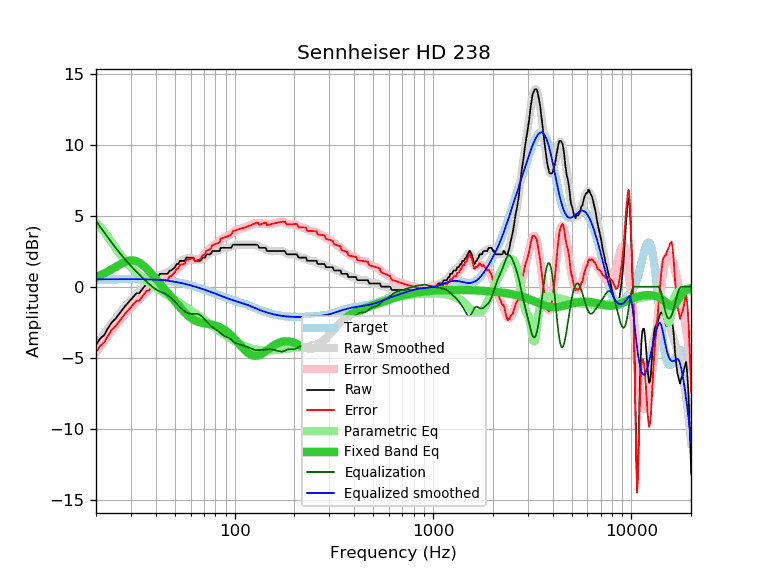 Sennheiser HD 238
Amplitude (dBr)
15
10
5
0
−5
−10
−15
Target
Raw Smoothed
Error Smoothed
Raw
Error
Parametric Eq
Fixed Band Eq
Equalization
Equalized smoothed
100
1000
10000
Frequency (Hz)